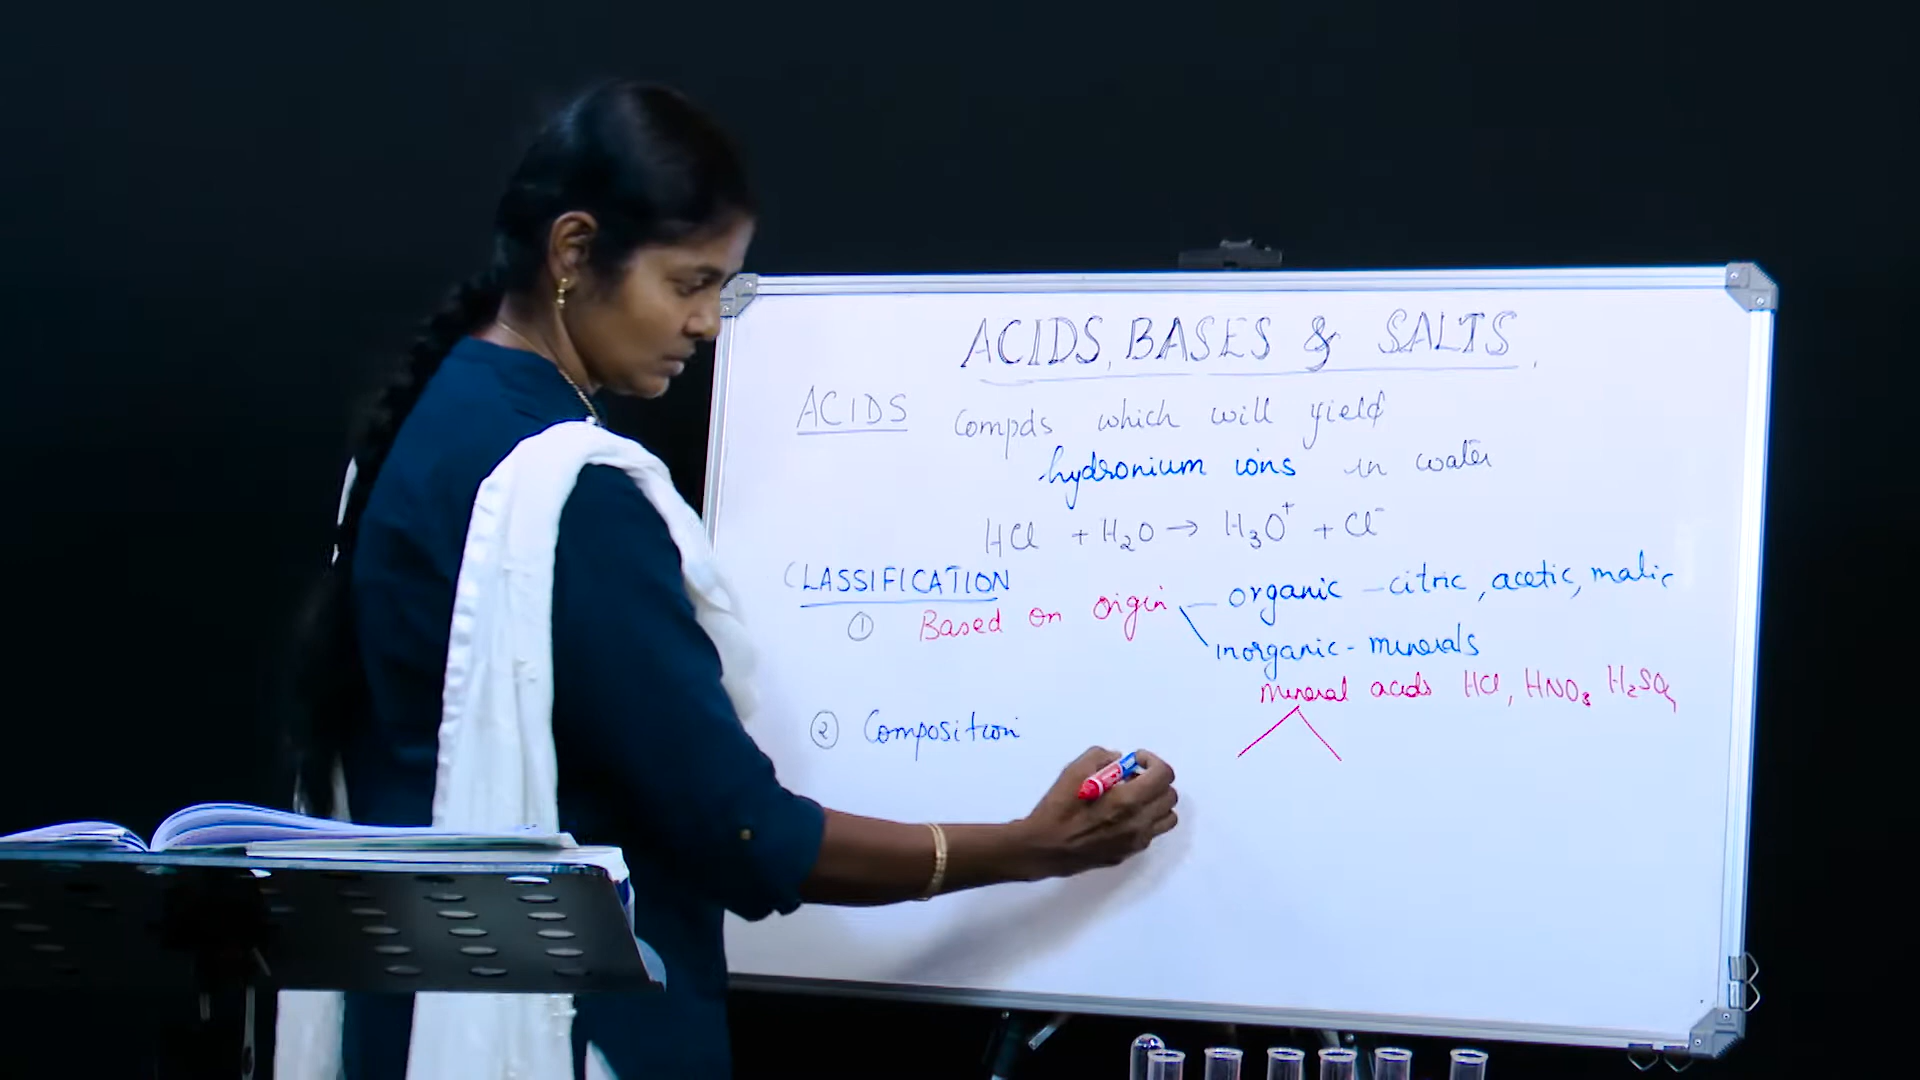 ACIDS, BASES & SALTS
ACIDS Compds which will yield
hydronium ions in water
HCl + H₂O → H₃O⁺ + Cl⁻
CLASSIFICATION
① Based on origin — organic - citric, acetic, malic
inorganic - minerals
mineral acids HCl, HNO₃ H₂SO₄
② Composition